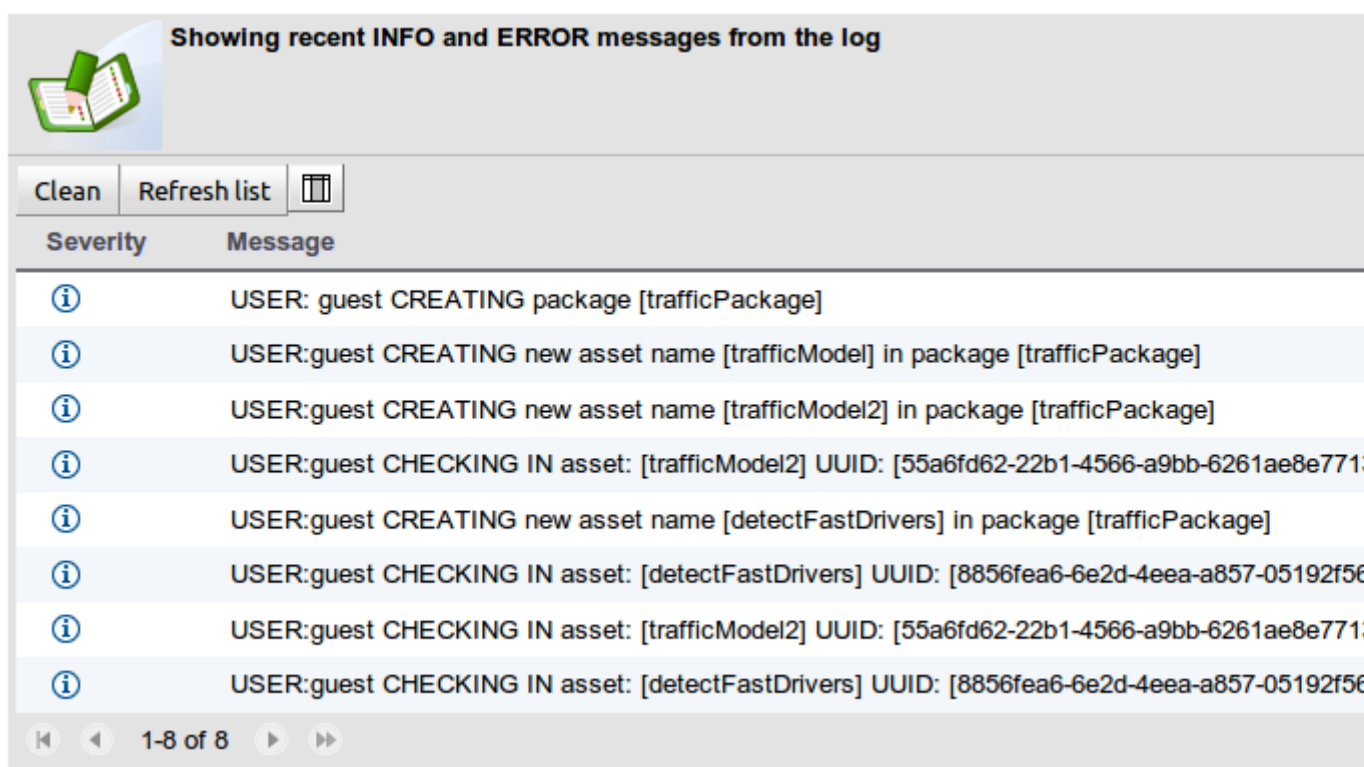 Showing recent INFO and ERROR messages from the log
Clean Refresh list
Severity Message
USER: guest CREATING package [trafficPackage]
USER:guest CREATING new asset name [trafficModel] in package [trafficPackage]
USER:guest CREATING new asset name [trafficModel2] in package [trafficPackage]
USER:guest CHECKING IN asset: [trafficModel2] UUID: [55a6fd62-22b1-4566-a9bb-6261ae8e7713
USER:guest CREATING new asset name [detectFastDrivers] in package [trafficPackage]
USER:guest CHECKING IN asset: [detectFastDrivers] UUID: [8856fea6-6e2d-4eea-a857-05192f56
USER:guest CHECKING IN asset: [trafficModel2] UUID: [55a6fd62-22b1-4566-a9bb-6261ae8e7713
USER:guest CHECKING IN asset: [detectFastDrivers] UUID: [8856fea6-6e2d-4eea-a857-05192f56
1-8 of 8